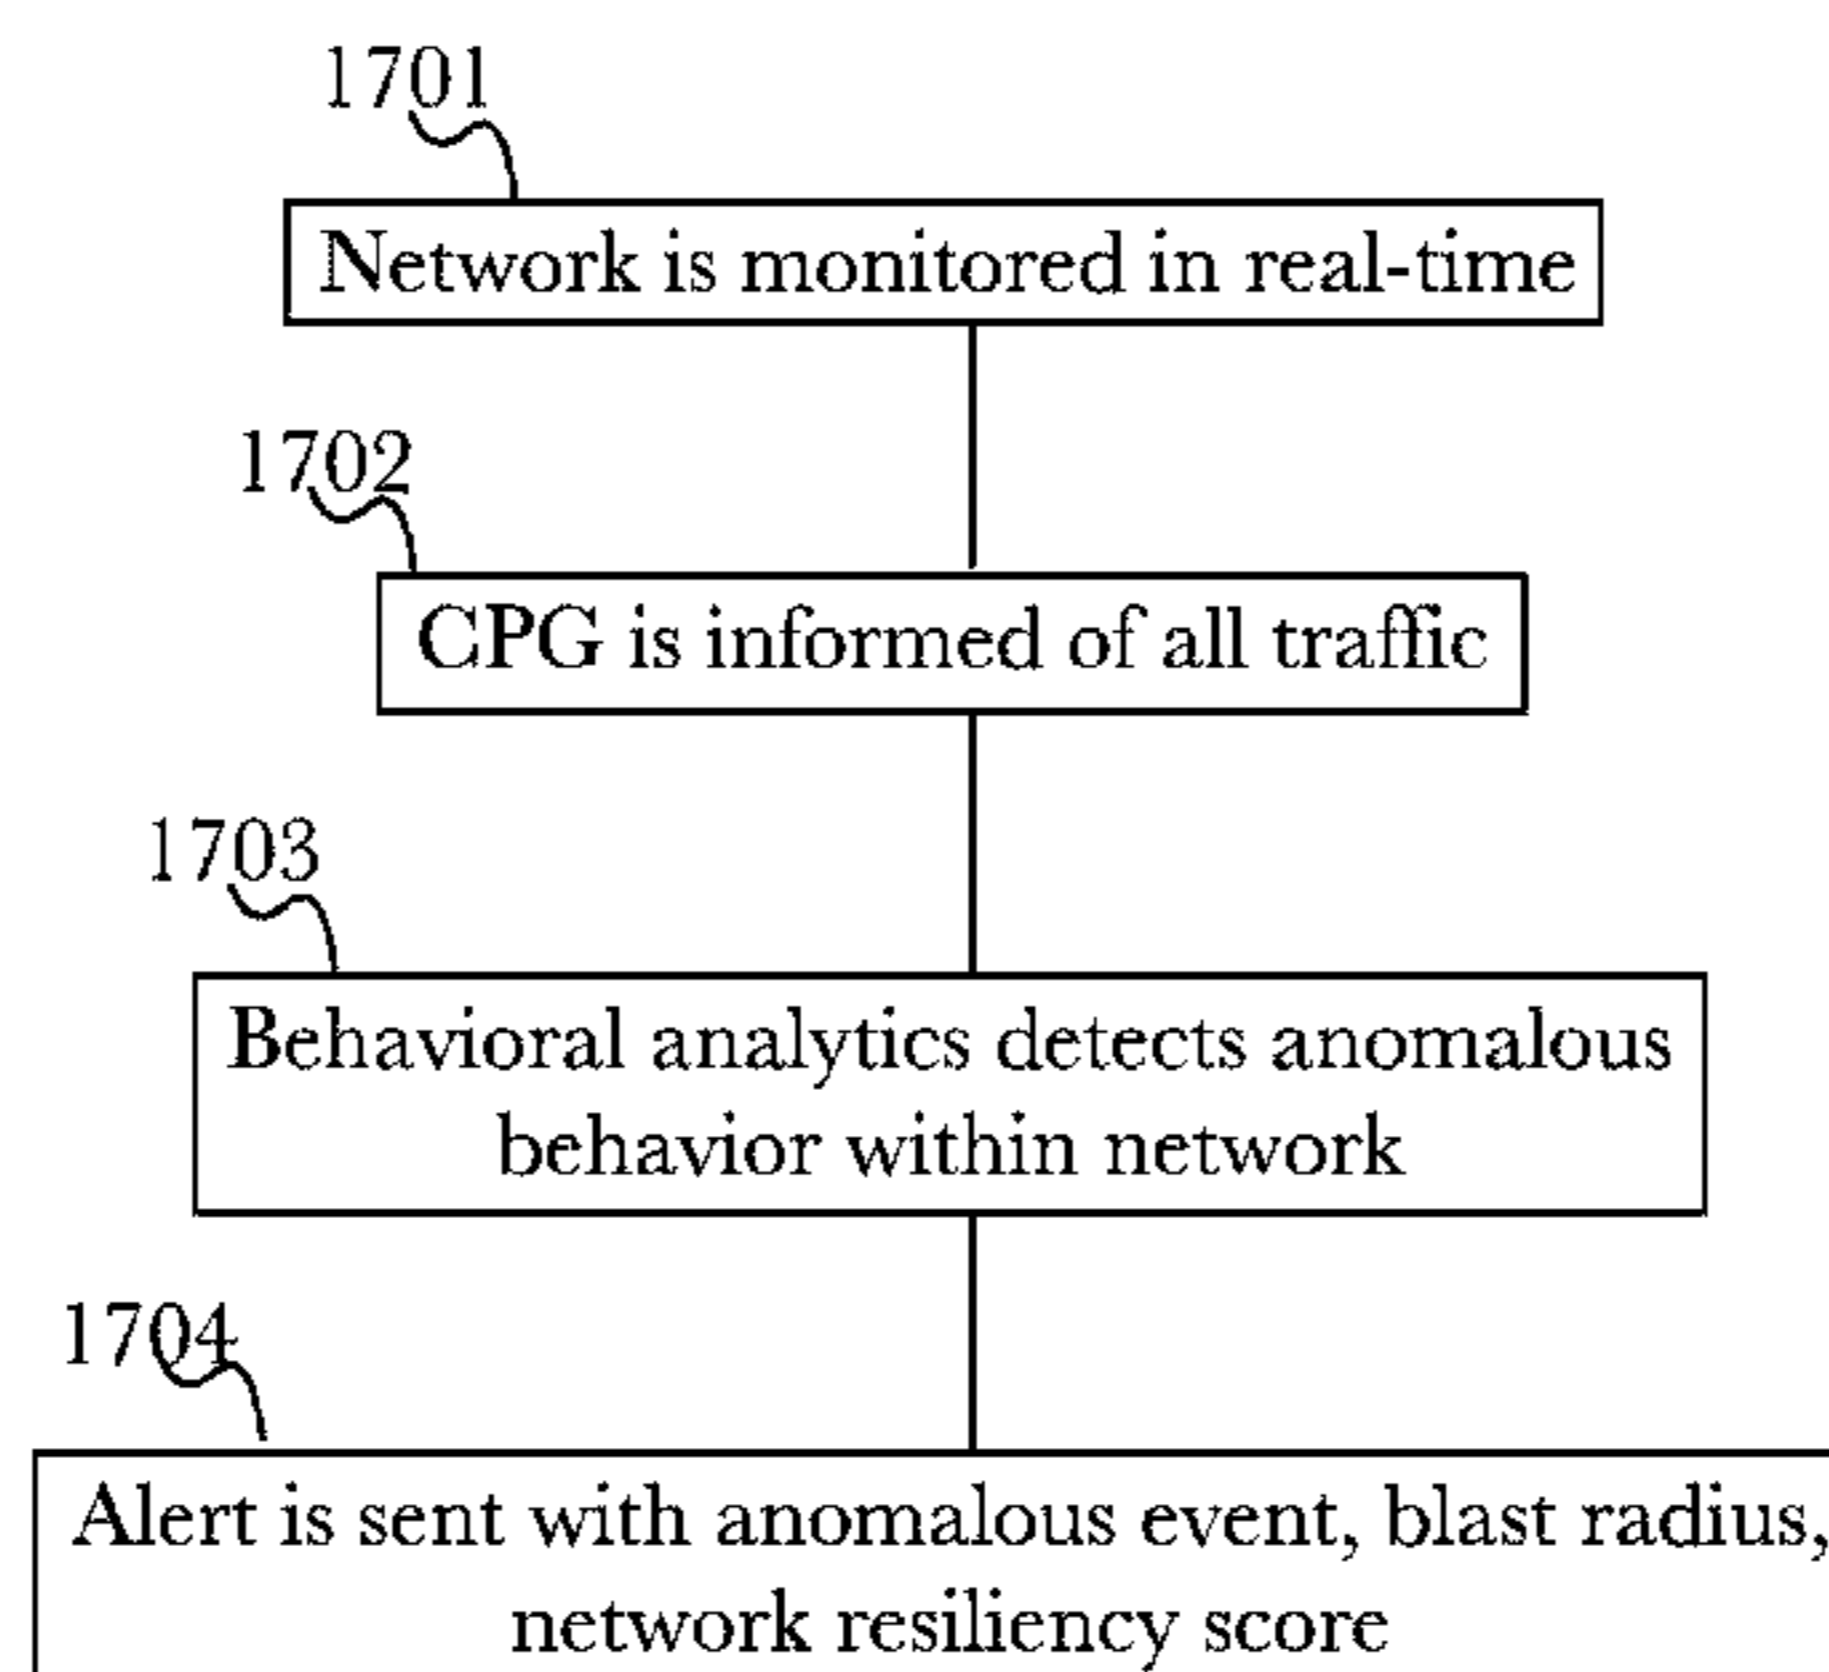 1701
Network is monitored in real-time
1702
CPG is informed of all traffic
1703
Behavioral analytics detects anomalous
behavior within network
1704
Alert is sent with anomalous event, blast radius,
network resiliency score